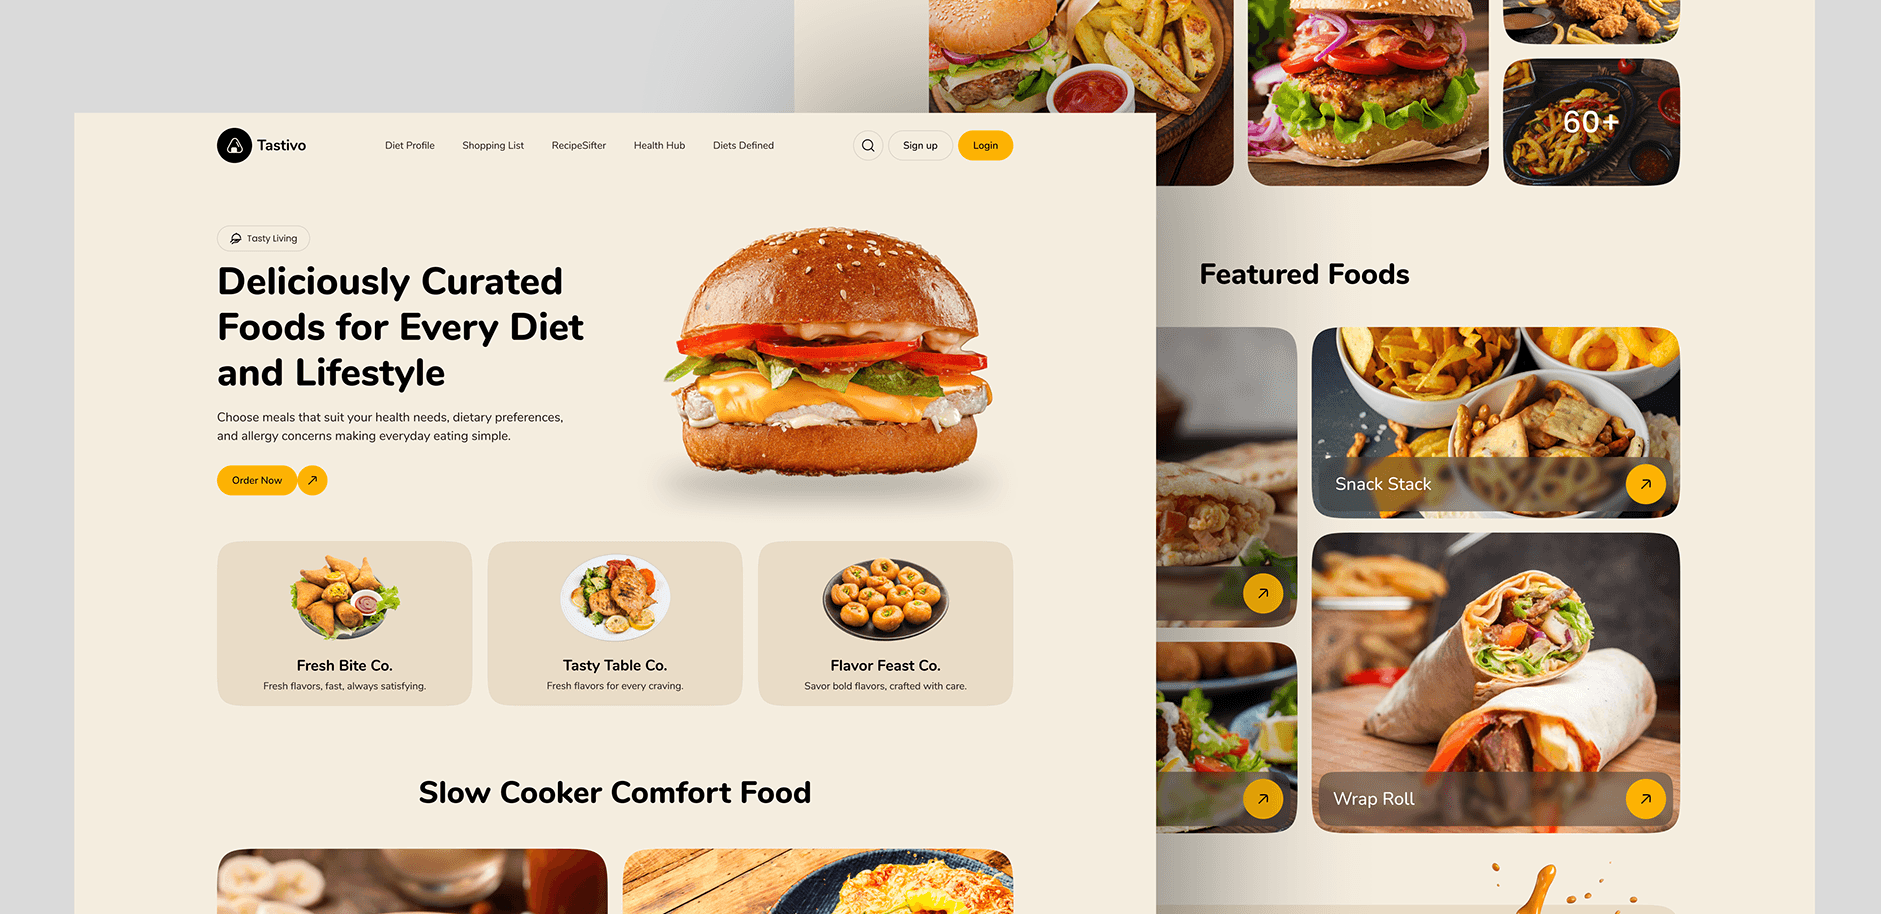 Tastivo
Diet Profile
Shopping List
RecipeSifter
Health Hub
Diets Defined
Sign up
Login
Tasty Living
Deliciously Curated
Foods for Every Diet
and Lifestyle
Choose meals that suit your health needs, dietary preferences,
and allergy concerns making everyday eating simple.
Order Now
Fresh Bite Co.
Fresh flavors, fast, always satisfying.
Tasty Table Co.
Fresh flavors for every craving.
Flavor Feast Co.
Savor bold flavors, crafted with care.
Slow Cooker Comfort Food
60+
Featured Foods
Snack Stack
Wrap Roll